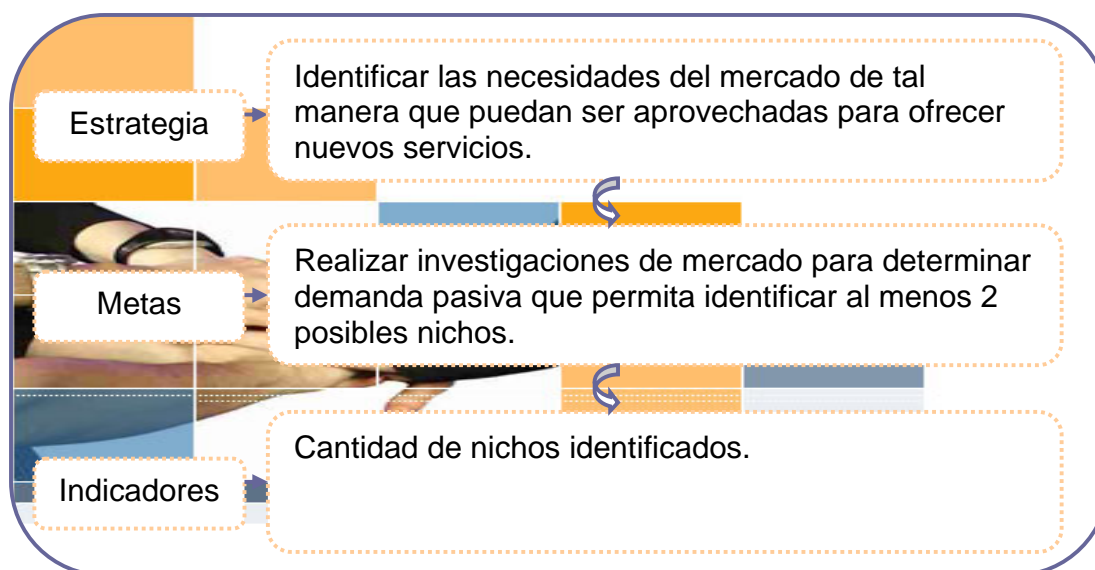 Estrategia
Identificar las necesidades del mercado de tal
manera que puedan ser aprovechadas para ofrecer
nuevos servicios.
Metas
Realizar investigaciones de mercado para determinar
demanda pasiva que permita identificar al menos 2
posibles nichos.
Indicadores
Cantidad de nichos identificados.